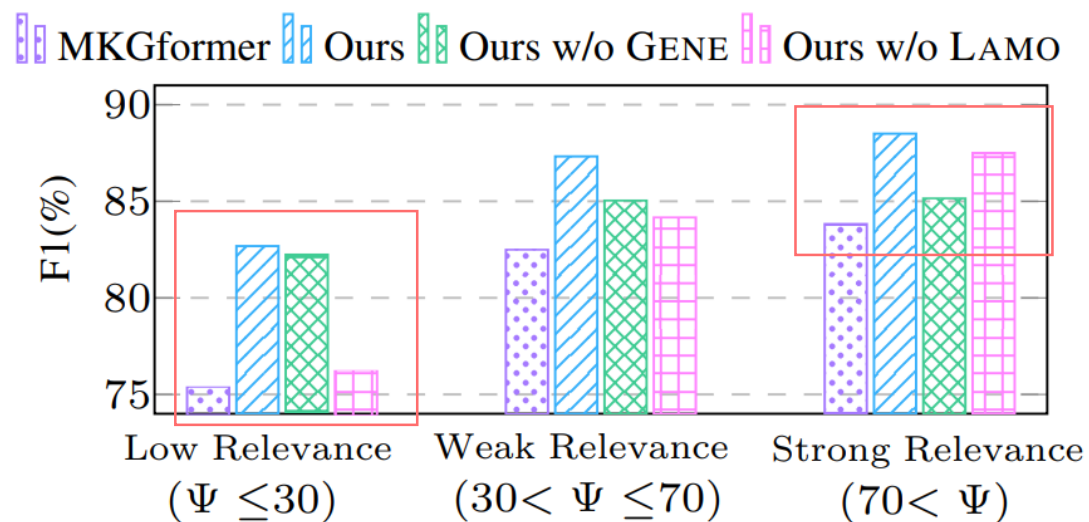 MKGformer Ours Ours w/o GENE Ours w/o LAMO
90
85
80
75
F1(%)
Low Relevance Weak Relevance Strong Relevance
(Ψ ≤30) (30< Ψ ≤70) (70< Ψ)